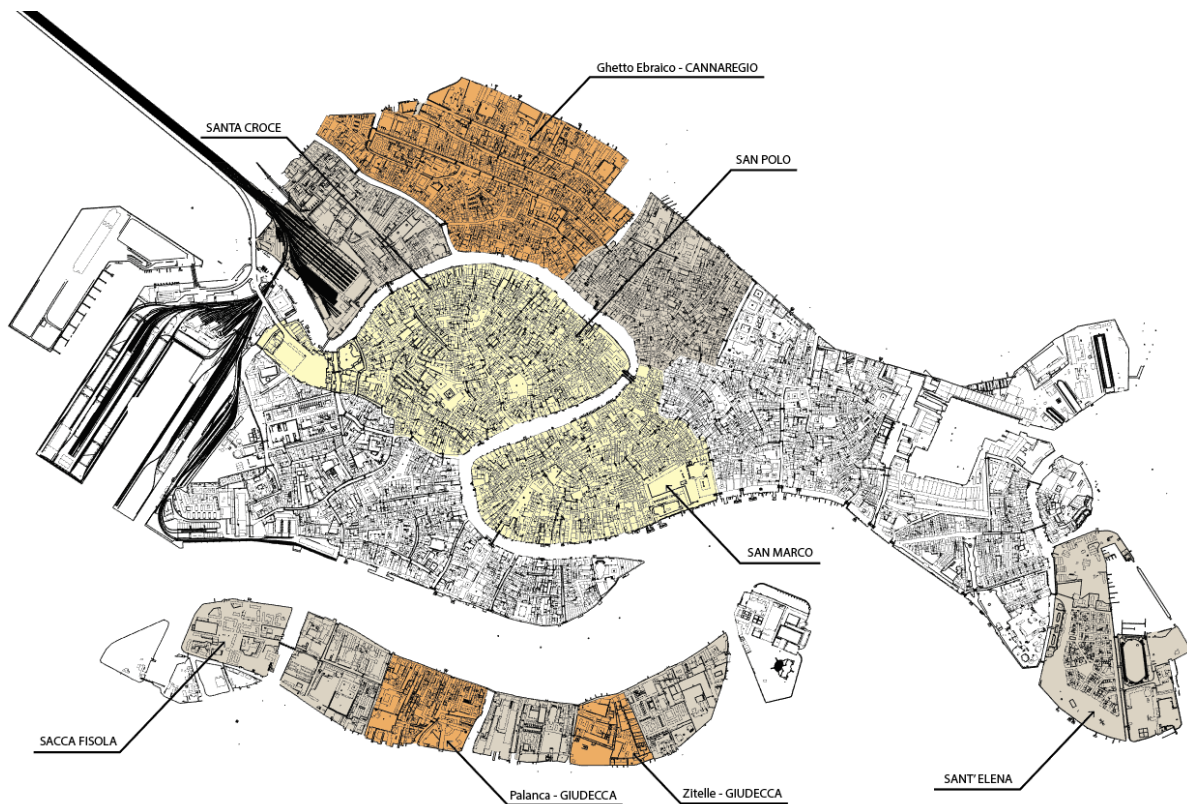 Ghetto Ebraico - CANNAREGIO
SANTA CROCE
SAN POLO
SAN MARCO
SACCA FISOLA
SANT' ELENA
Palanca - GIUDECCA
Zitelle - GIUDECCA